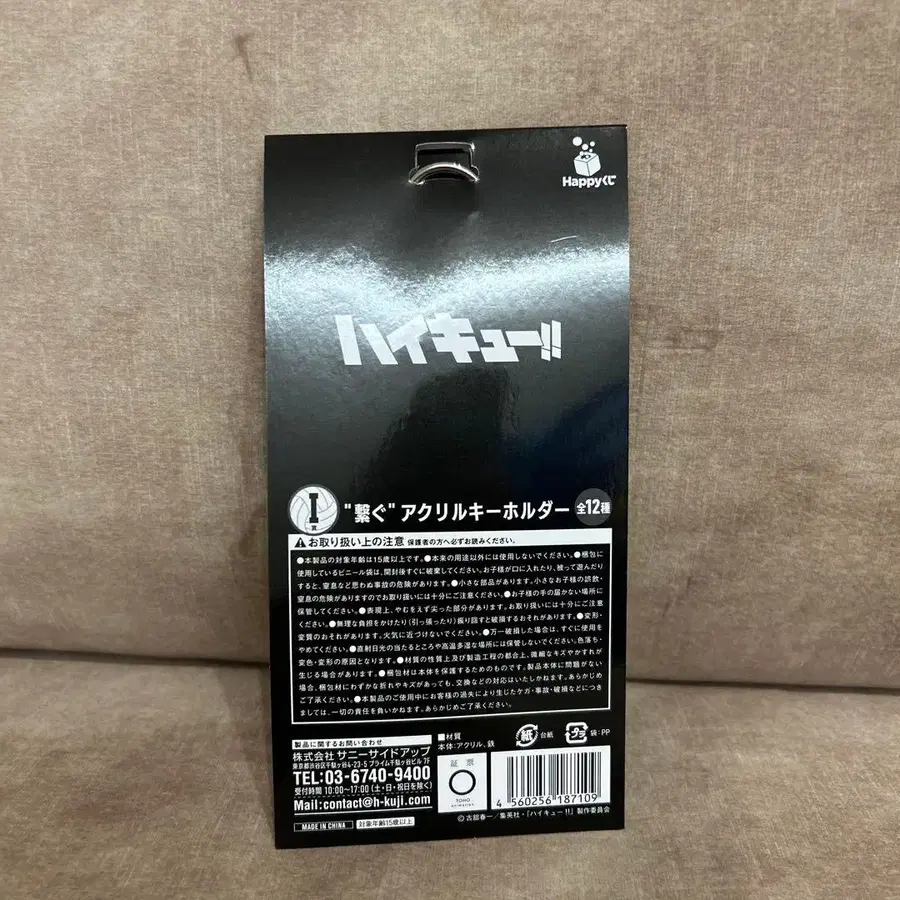 Happyくじ
ハイキュー!!
I賞
"繋ぐ"アクリルキーホルダー 全12種
⚠お取り扱い上の注意 保護者の方へ必ずお読みください。
●本製品の対象年齢は15歳以上です。●本来の用途以外には使用しないでください。●梱包に
使用しているビニール袋は、開封後すぐに破棄してください。お子様が口に入れたり、被って遊んだり
すると、窒息など思わぬ事故の危険があります。●小さな部品があります。小さなお子様の誤飲・
窒息の危険がありますのでお取り扱いには十分にご注意ください。●お子様の手の届かない場所に
保管してください。●表現上、やむをえず尖った部分があります。お取り扱いには十分にご注意
ください。●無理な負担をかけたり(引っ張ったり)振り回すと破損するおそれがあります。●変形・
変質のおそれがあります。火気に近づけないでください。●万一破損した場合は、すぐに使用を
やめてください。●直射日光の当たるところや高温多湿な場所には保管しないでください。色落ち・
変色・変形の原因となります。●材質の性質上及び製造工程の都合上、微細なキズやかすれが
生じる場合があります。●梱包材は本体を保護するためのものです。製品本体に問題がない
場合、梱包材にわずかな折れやキズがあっても、交換などの対応はいたしかねます。あらかじめ
ご了承ください。●本製品のご使用中にお客様の過失により生じたケガ・事故・破損などにつき
ましては、一切の責任を負いかねます。あらかじめご了承ください。
製品に関するお問い合わせ
株式会社 サニーサイドアップ
東京都渋谷区千駄ヶ谷4-23-5 プライム千駄ヶ谷ビル 7F
TEL:03-6740-9400
受付時間 10:00〜17:00 (土・日・祝日を除く)
Mail:contact@h-kuji.com
MADE IN CHINA 対象年齢15歳以上
■材質
本体:アクリル、鉄
紙 台紙
プラ 袋:PP
証票
TOHO
animation
4 560256 187109
©古舘春一/集英社・「ハイキュー!!」製作委員会